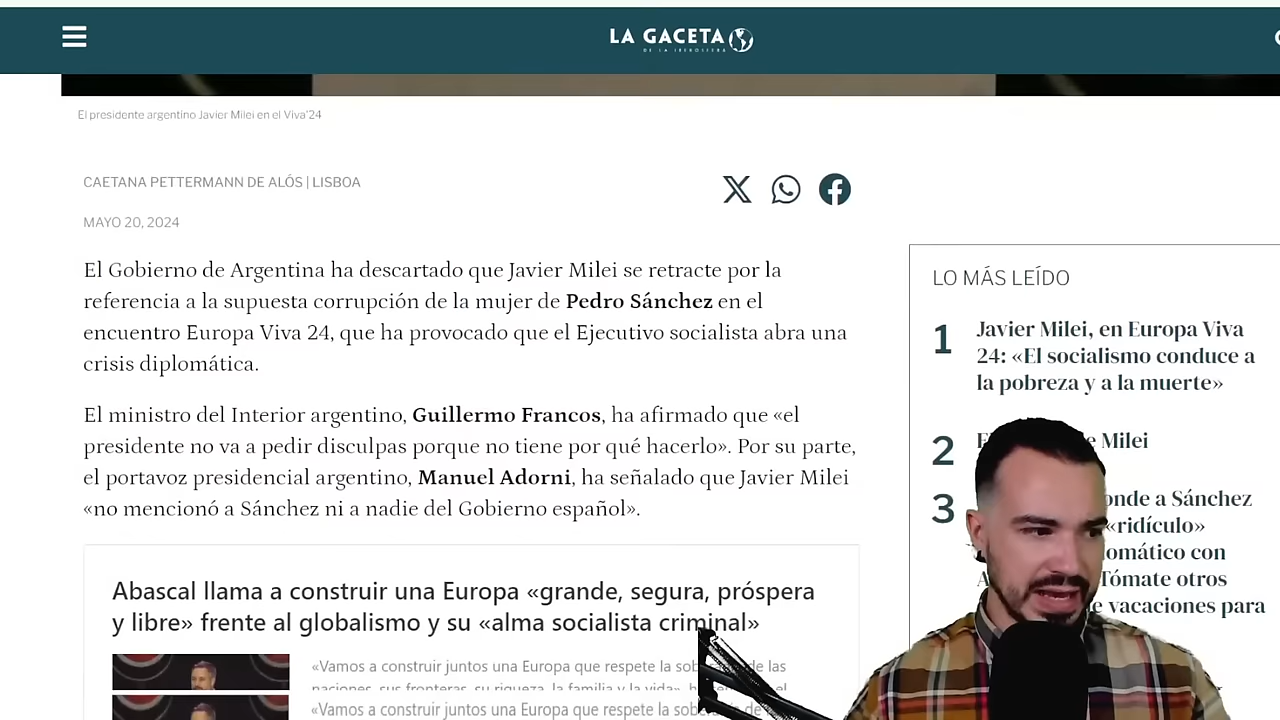 LA GACETA
DE LA IBEROSFERA
El presidente argentino Javier Milei en el Viva'24
CAETANA PETTERMANN DE ALÓS | LISBOA
MAYO 20, 2024
El Gobierno de Argentina ha descartado que Javier Milei se retracte por la
referencia a la supuesta corrupción de la mujer de Pedro Sánchez en el
encuentro Europa Viva 24, que ha provocado que el Ejecutivo socialista abra una
crisis diplomática.
El ministro del Interior argentino, Guillermo Francos, ha afirmado que «el
presidente no va a pedir disculpas porque no tiene por qué hacerlo». Por su parte,
el portavoz presidencial argentino, Manuel Adorni, ha señalado que Javier Milei
«no mencionó a Sánchez ni a nadie del Gobierno español».
Abascal llama a construir una Europa «grande, segura, próspera
y libre» frente al globalismo y su «alma socialista criminal»
«Vamos a construir juntos una Europa que respete la de las
naciones, sus fronteras, su riqueza, la familia y la vida», el
«Vamos a construir juntos una Europa que respete la
LO MÁS LEÍDO
1 Javier Milei, en Europa Viva
24: «El socialismo conduce a
la pobreza y a la muerte»
2 Milei
3 a Sánchez
«ridículo»
con
Tómate otros
vacaciones para